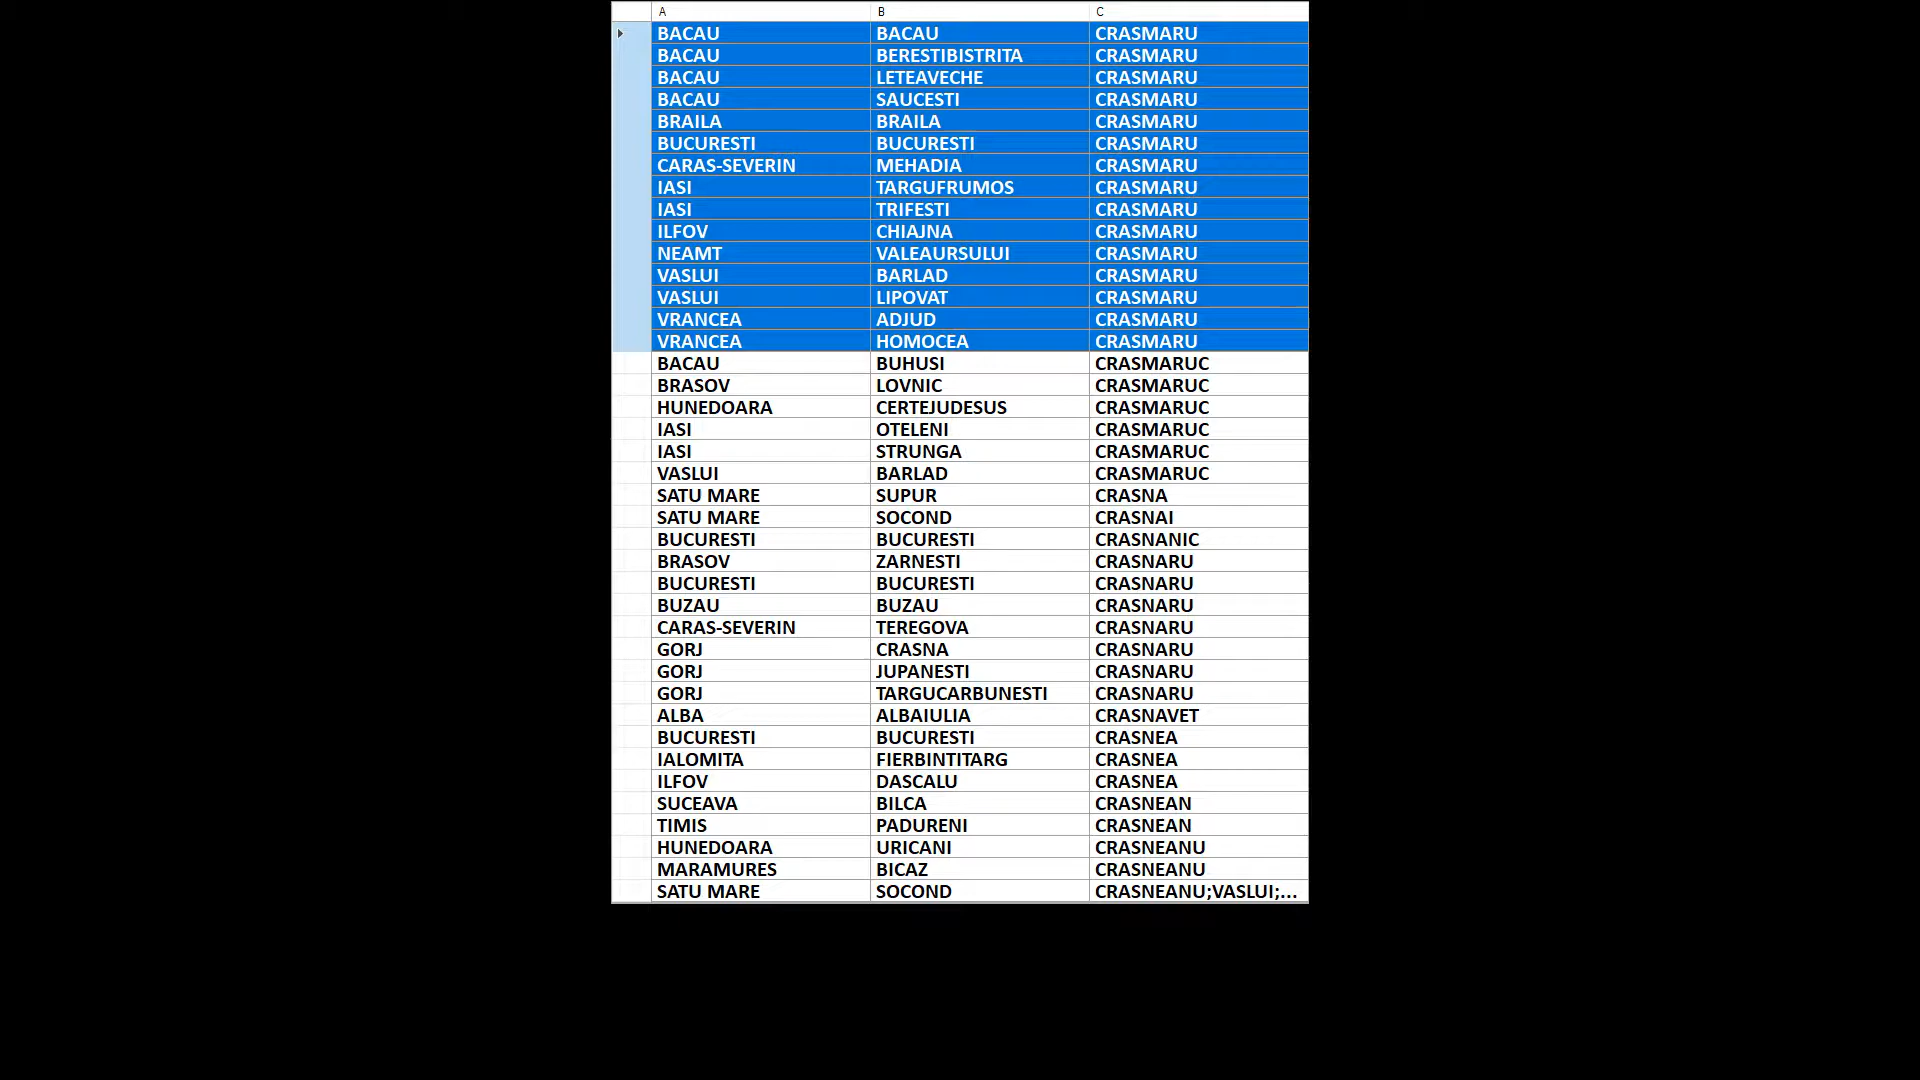 A B C
BACAU BACAU CRASMARU
BACAU BERESTIBISTRITA CRASMARU
BACAU LETEAVECHE CRASMARU
BACAU SAUCESTI CRASMARU
BRAILA BRAILA CRASMARU
BUCURESTI BUCURESTI CRASMARU
CARAS-SEVERIN MEHADIA CRASMARU
IASI TARGUFRUMOS CRASMARU
IASI TRIFESTI CRASMARU
ILFOV CHIAJNA CRASMARU
NEAMT VALEAURSULUI CRASMARU
VASLUI BARLAD CRASMARU
VASLUI LIPOVAT CRASMARU
VRANCEA ADJUD CRASMARU
VRANCEA HOMOCEA CRASMARU
BACAU BUHUSI CRASMARUC
BRASOV LOVNIC CRASMARUC
HUNEDOARA CERTEJUDESUS CRASMARUC
IASI OTELENI CRASMARUC
IASI STRUNGA CRASMARUC
VASLUI BARLAD CRASMARUC
SATU MARE SUPUR CRASNA
SATU MARE SOCOND CRASNAI
BUCURESTI BUCURESTI CRASNANIC
BRASOV ZARNESTI CRASNARU
BUCURESTI BUCURESTI CRASNARU
BUZAU BUZAU CRASNARU
CARAS-SEVERIN TEREGOVA CRASNARU
GORJ CRASNA CRASNARU
GORJ JUPANESTI CRASNARU
GORJ TARGUCARBUNESTI CRASNARU
ALBA ALBAIULIA CRASNAVET
BUCURESTI BUCURESTI CRASNEA
IALOMITA FIERBINTITARG CRASNEA
ILFOV DASCALU CRASNEA
SUCEAVA BILCA CRASNEAN
TIMIS PADURENI CRASNEAN
HUNEDOARA URICANI CRASNEANU
MARAMURES BICAZ CRASNEANU
SATU MARE SOCOND CRASNEANU;VASLUI;...